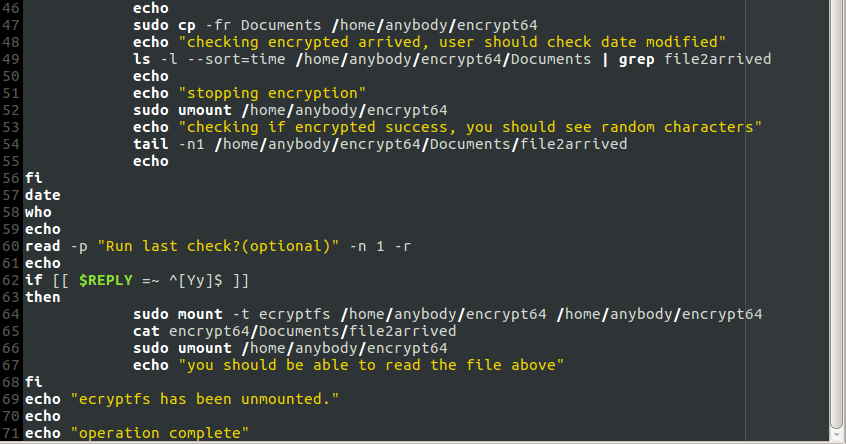 46 echo
47 sudo cp -fr Documents /home/anybody/encrypt64
48 echo "checking encrypted arrived, user should check date modified"
49 ls -l --sort=time /home/anybody/encrypt64/Documents | grep file2arrived
50 echo
51 echo "stopping encryption"
52 sudo umount /home/anybody/encrypt64
53 echo "checking if encrypted success, you should see random characters"
54 tail -n1 /home/anybody/encrypt64/Documents/file2arrived
55 echo
56 fi
57 date
58 who
59 echo
60 read -p "Run last check?(optional)" -n 1 -r
61 echo
62 if [[ $REPLY =~ ^[Yy]$ ]]
63 then
64 sudo mount -t ecryptfs /home/anybody/encrypt64 /home/anybody/encrypt64
65 cat encrypt64/Documents/file2arrived
66 sudo umount /home/anybody/encrypt64
67 echo "you should be able to read the file above"
68 fi
69 echo "ecryptfs has been unmounted."
70 echo
71 echo "operation complete"